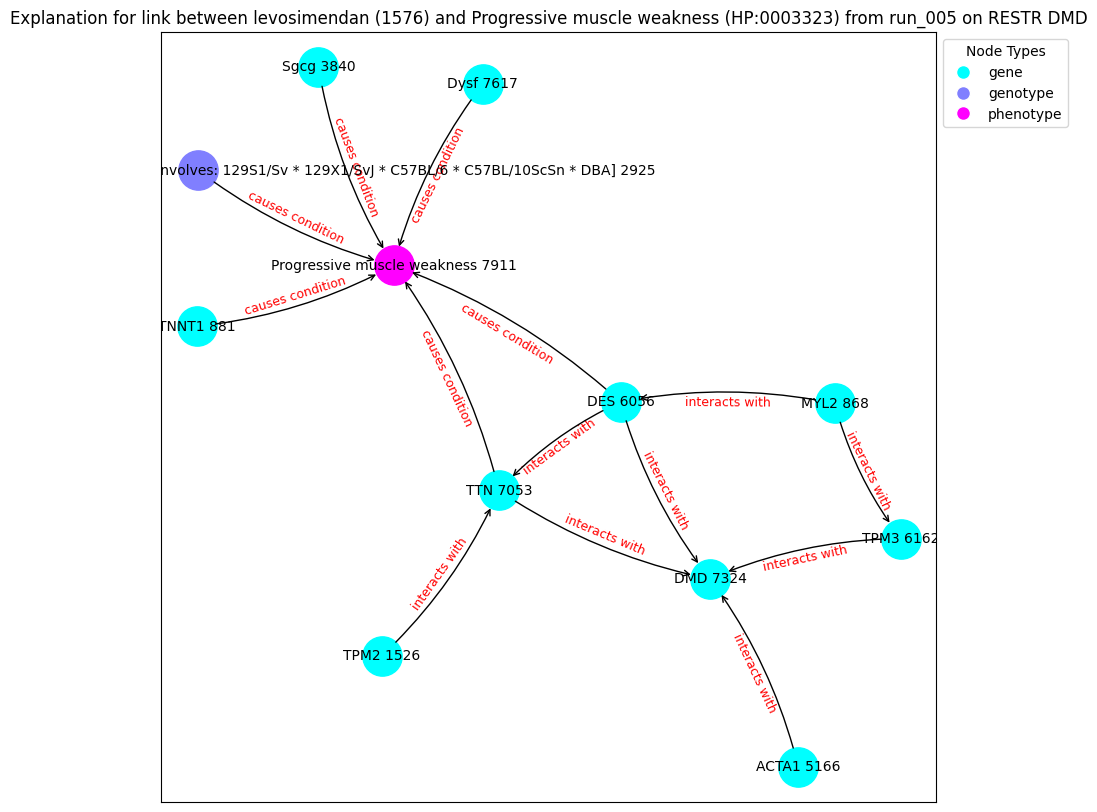 Explanation for link between levosimendan (1576) and Progressive muscle weakness (HP:0003323) from run_005 on RESTR DMD
Node Types
gene
genotype
phenotype
Sgcg 3840
Dysf 7617
nvolves: 129S1/Sv * 129X1/SvJ * C57BL/6 * C57BL/10ScSn * DBA] 2925
causes condition
causes condition
causes condition
Progressive muscle weakness 7911
causes condition
TNNT1 881
causes condition
causes condition
DES 6056
interacts with
MYL2 868
interacts with
interacts with
interacts with
TTN 7053
interacts with
TPM3 6162
interacts with
DMD 7324
interacts with
TPM2 1526
interacts with
ACTA1 5166